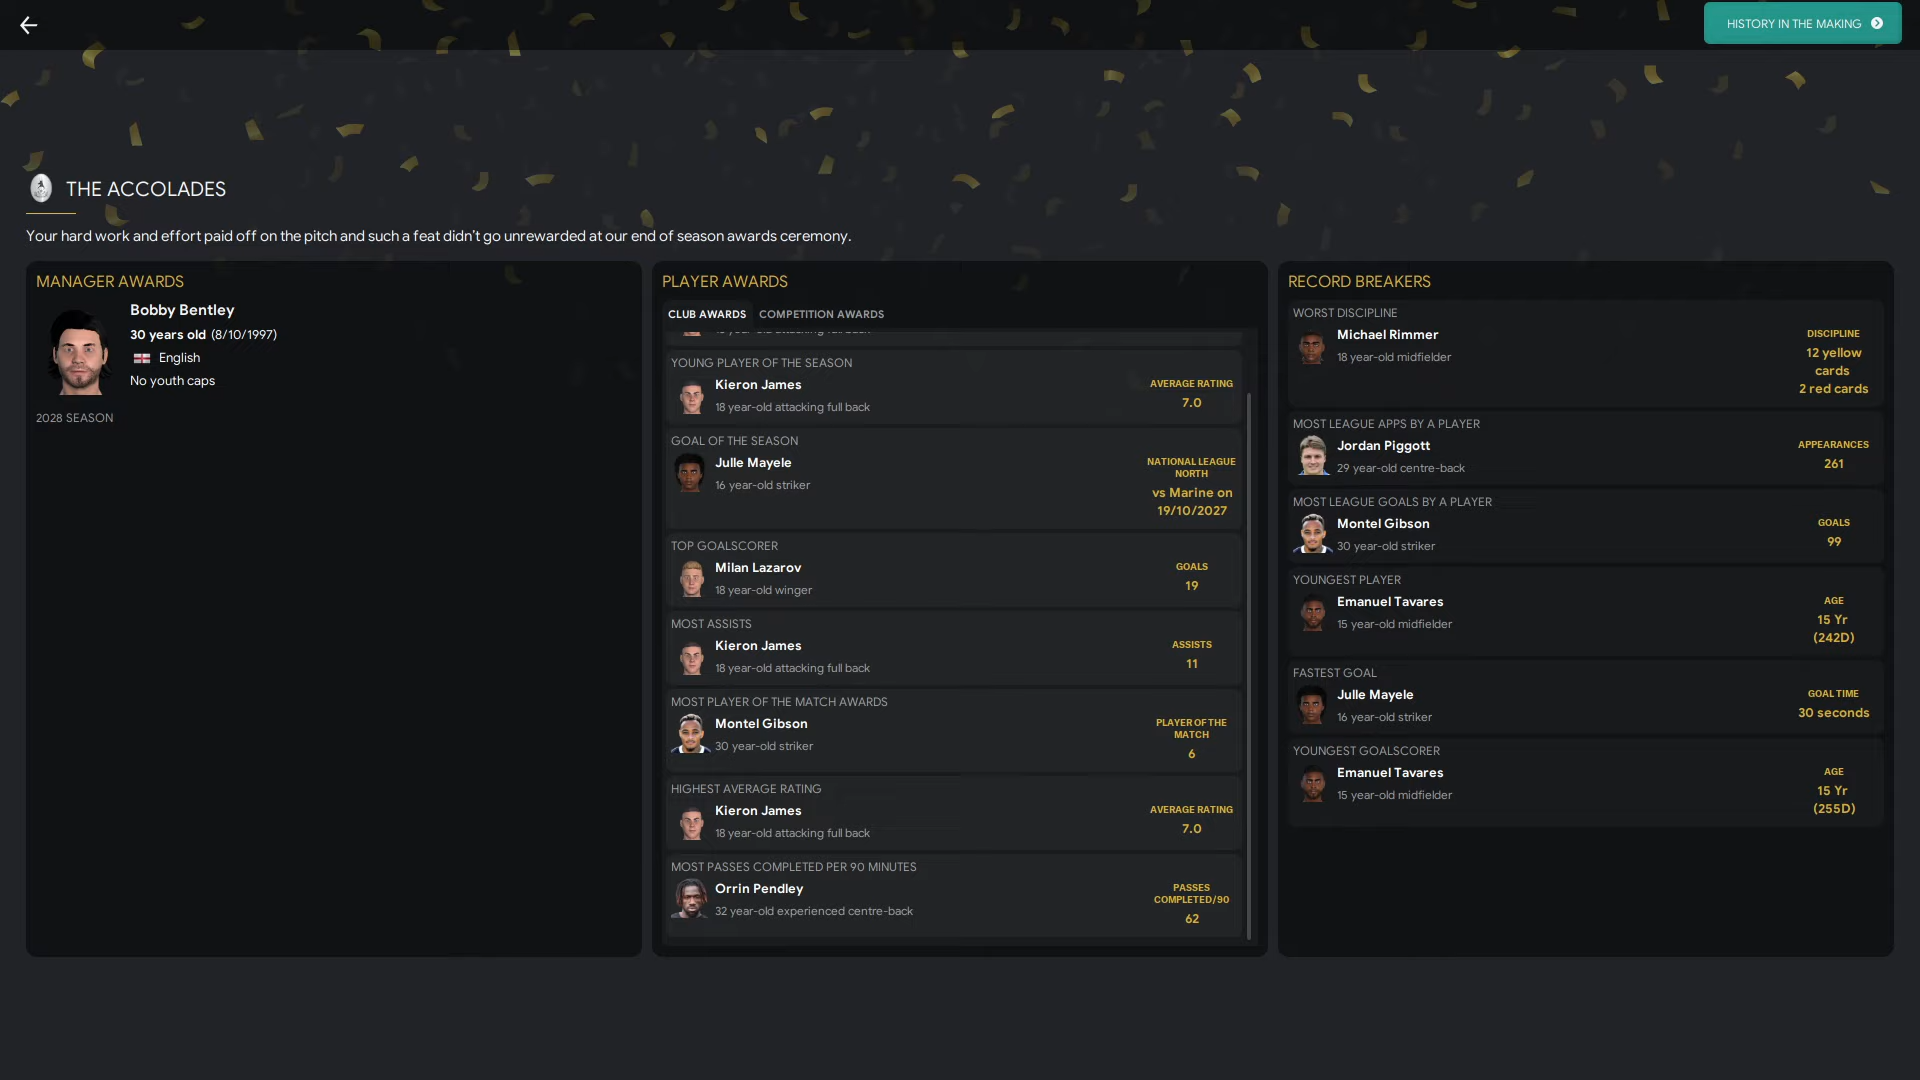 HISTORY IN THE MAKING
THE ACCOLADES
Your hard work and effort paid off on the pitch and such a feat didn't go unrewarded at our end of season awards ceremony.
MANAGER AWARDS
Bobby Bentley
30 years old (8/10/1997)
English
No youth caps
2028 SEASON
PLAYER AWARDS
CLUB AWARDS COMPETITION AWARDS
YOUNG PLAYER OF THE SEASON
Kieron James
18 year-old attacking full back
AVERAGE RATING
7.0
GOAL OF THE SEASON
Julle Mayele
16 year-old striker
NATIONAL LEAGUE
NORTH
vs Marine on
19/10/2027
TOP GOALSCORER
Milan Lazarov
18 year-old winger
GOALS
19
MOST ASSISTS
Kieron James
18 year-old attacking full back
ASSISTS
11
MOST PLAYER OF THE MATCH AWARDS
Montel Gibson
30 year-old striker
PLAYER OF THE
MATCH
6
HIGHEST AVERAGE RATING
Kieron James
18 year-old attacking full back
AVERAGE RATING
7.0
MOST PASSES COMPLETED PER 90 MINUTES
Orrin Pendley
32 year-old experienced centre-back
PASSES
COMPLETED/90
62
RECORD BREAKERS
WORST DISCIPLINE
Michael Rimmer
18 year-old midfielder
DISCIPLINE
12 yellow
cards
2 red cards
MOST LEAGUE APPS BY A PLAYER
Jordan Piggott
29 year-old centre-back
APPEARANCES
261
MOST LEAGUE GOALS BY A PLAYER
Montel Gibson
30 year-old striker
GOALS
99
YOUNGEST PLAYER
Emanuel Tavares
15 year-old midfielder
AGE
15 Yr
(242D)
FASTEST GOAL
Julle Mayele
16 year-old striker
GOAL TIME
30 seconds
YOUNGEST GOALSCORER
Emanuel Tavares
15 year-old midfielder
AGE
15 Yr
(255D)